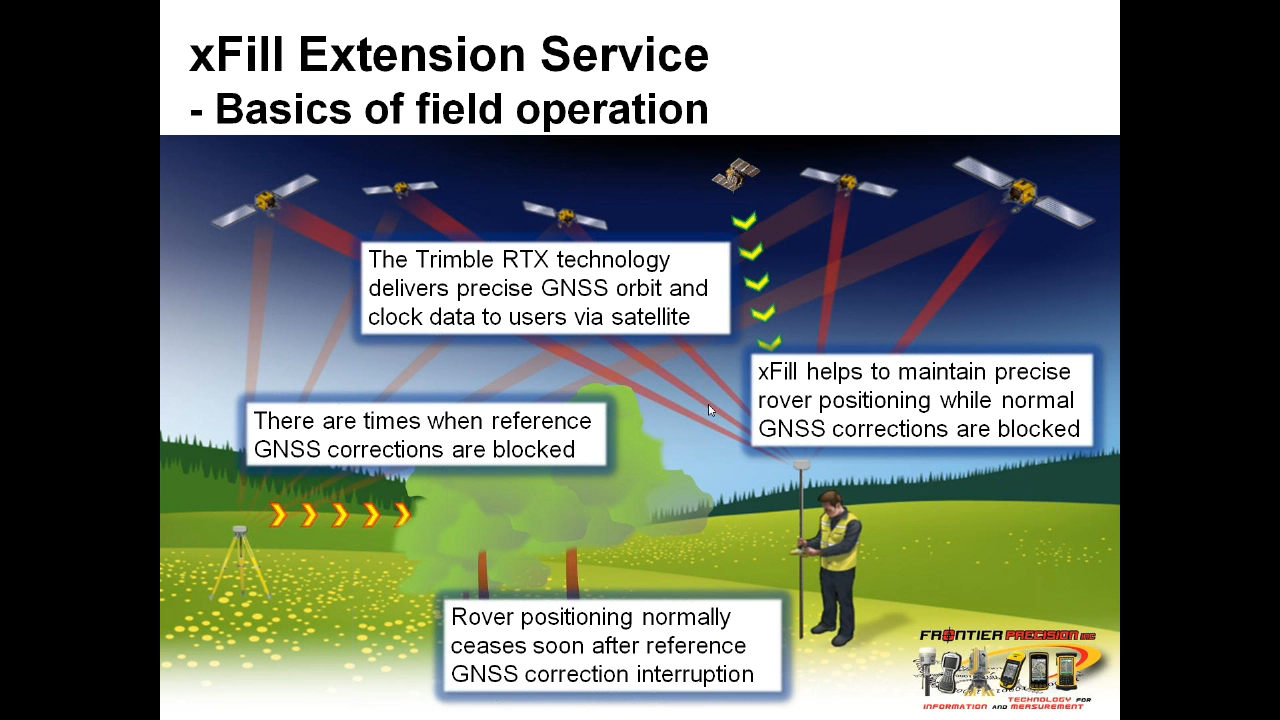 xFill Extension Service
- Basics of field operation
The Trimble RTX technology
delivers precise GNSS orbit and
clock data to users via satellite
xFill helps to maintain precise
rover positioning while normal
GNSS corrections are blocked
There are times when reference
GNSS corrections are blocked
Rover positioning normally
ceases soon after reference
GNSS correction interruption
FRONTIER PRECISION INC
TECHNOLOGY FOR
INFORMATION AND MEASUREMENT